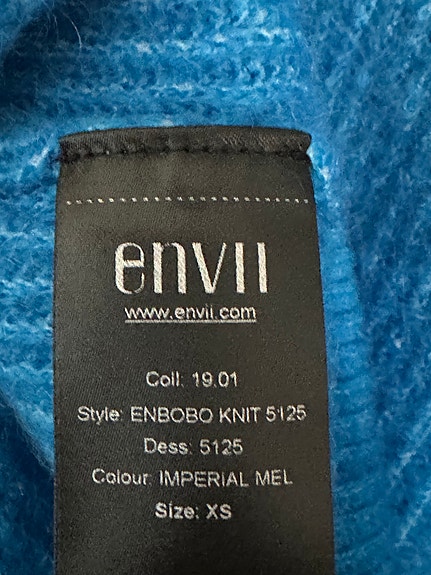 envii
www.envii.com
Coll: 19.01
Style: ENBOBO KNIT 5125
Dess: 5125
Colour: IMPERIAL MEL
Size: XS